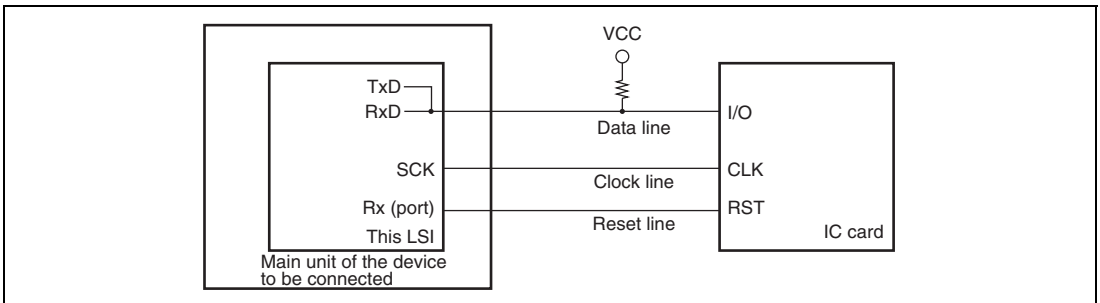 VCC
TxD
RxD
I/O
Data line
SCK
CLK
Clock line
Rx (port)
RST
Reset line
This LSI
IC card
Main unit of the device
to be connected